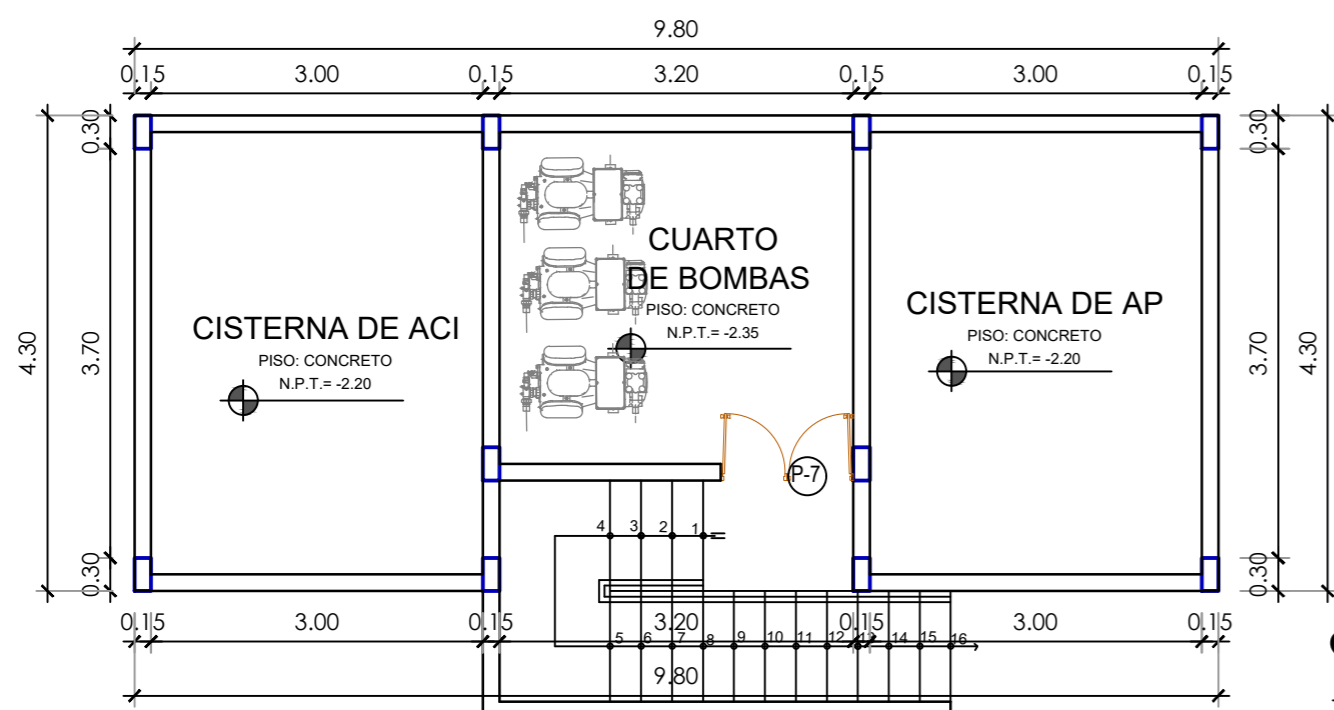 9.80
0.15 3.00 0.15 3.20 0.15 3.00 0.15
0.30
0.30
CUARTO
DE BOMBAS
PISO: CONCRETO
N.P.T.= -2.35
CISTERNA DE AP
PISO: CONCRETO
N.P.T.= -2.20
CISTERNA DE ACI
PISO: CONCRETO
N.P.T.= -2.20
4.30
3.70
3.70
4.30
P-7
4 3 2 1
0.30
0.30
0.15 3.00 0.15 3.20 0.15 3.00 0.15
5 6 7 8 9 10 11 12 13 14 15 16
9.80